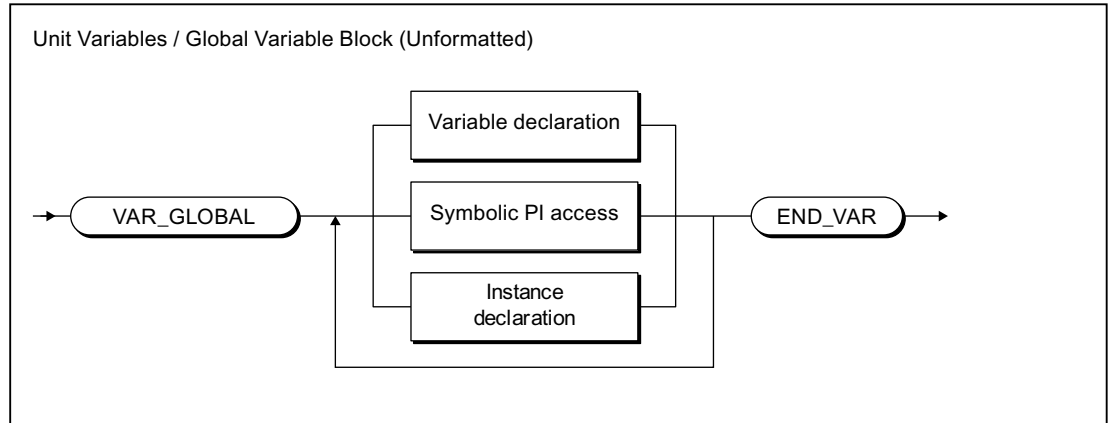 Unit Variables / Global Variable Block (Unformatted)
Variable declaration
VAR_GLOBAL
Symbolic PI access
END_VAR
Instance
declaration